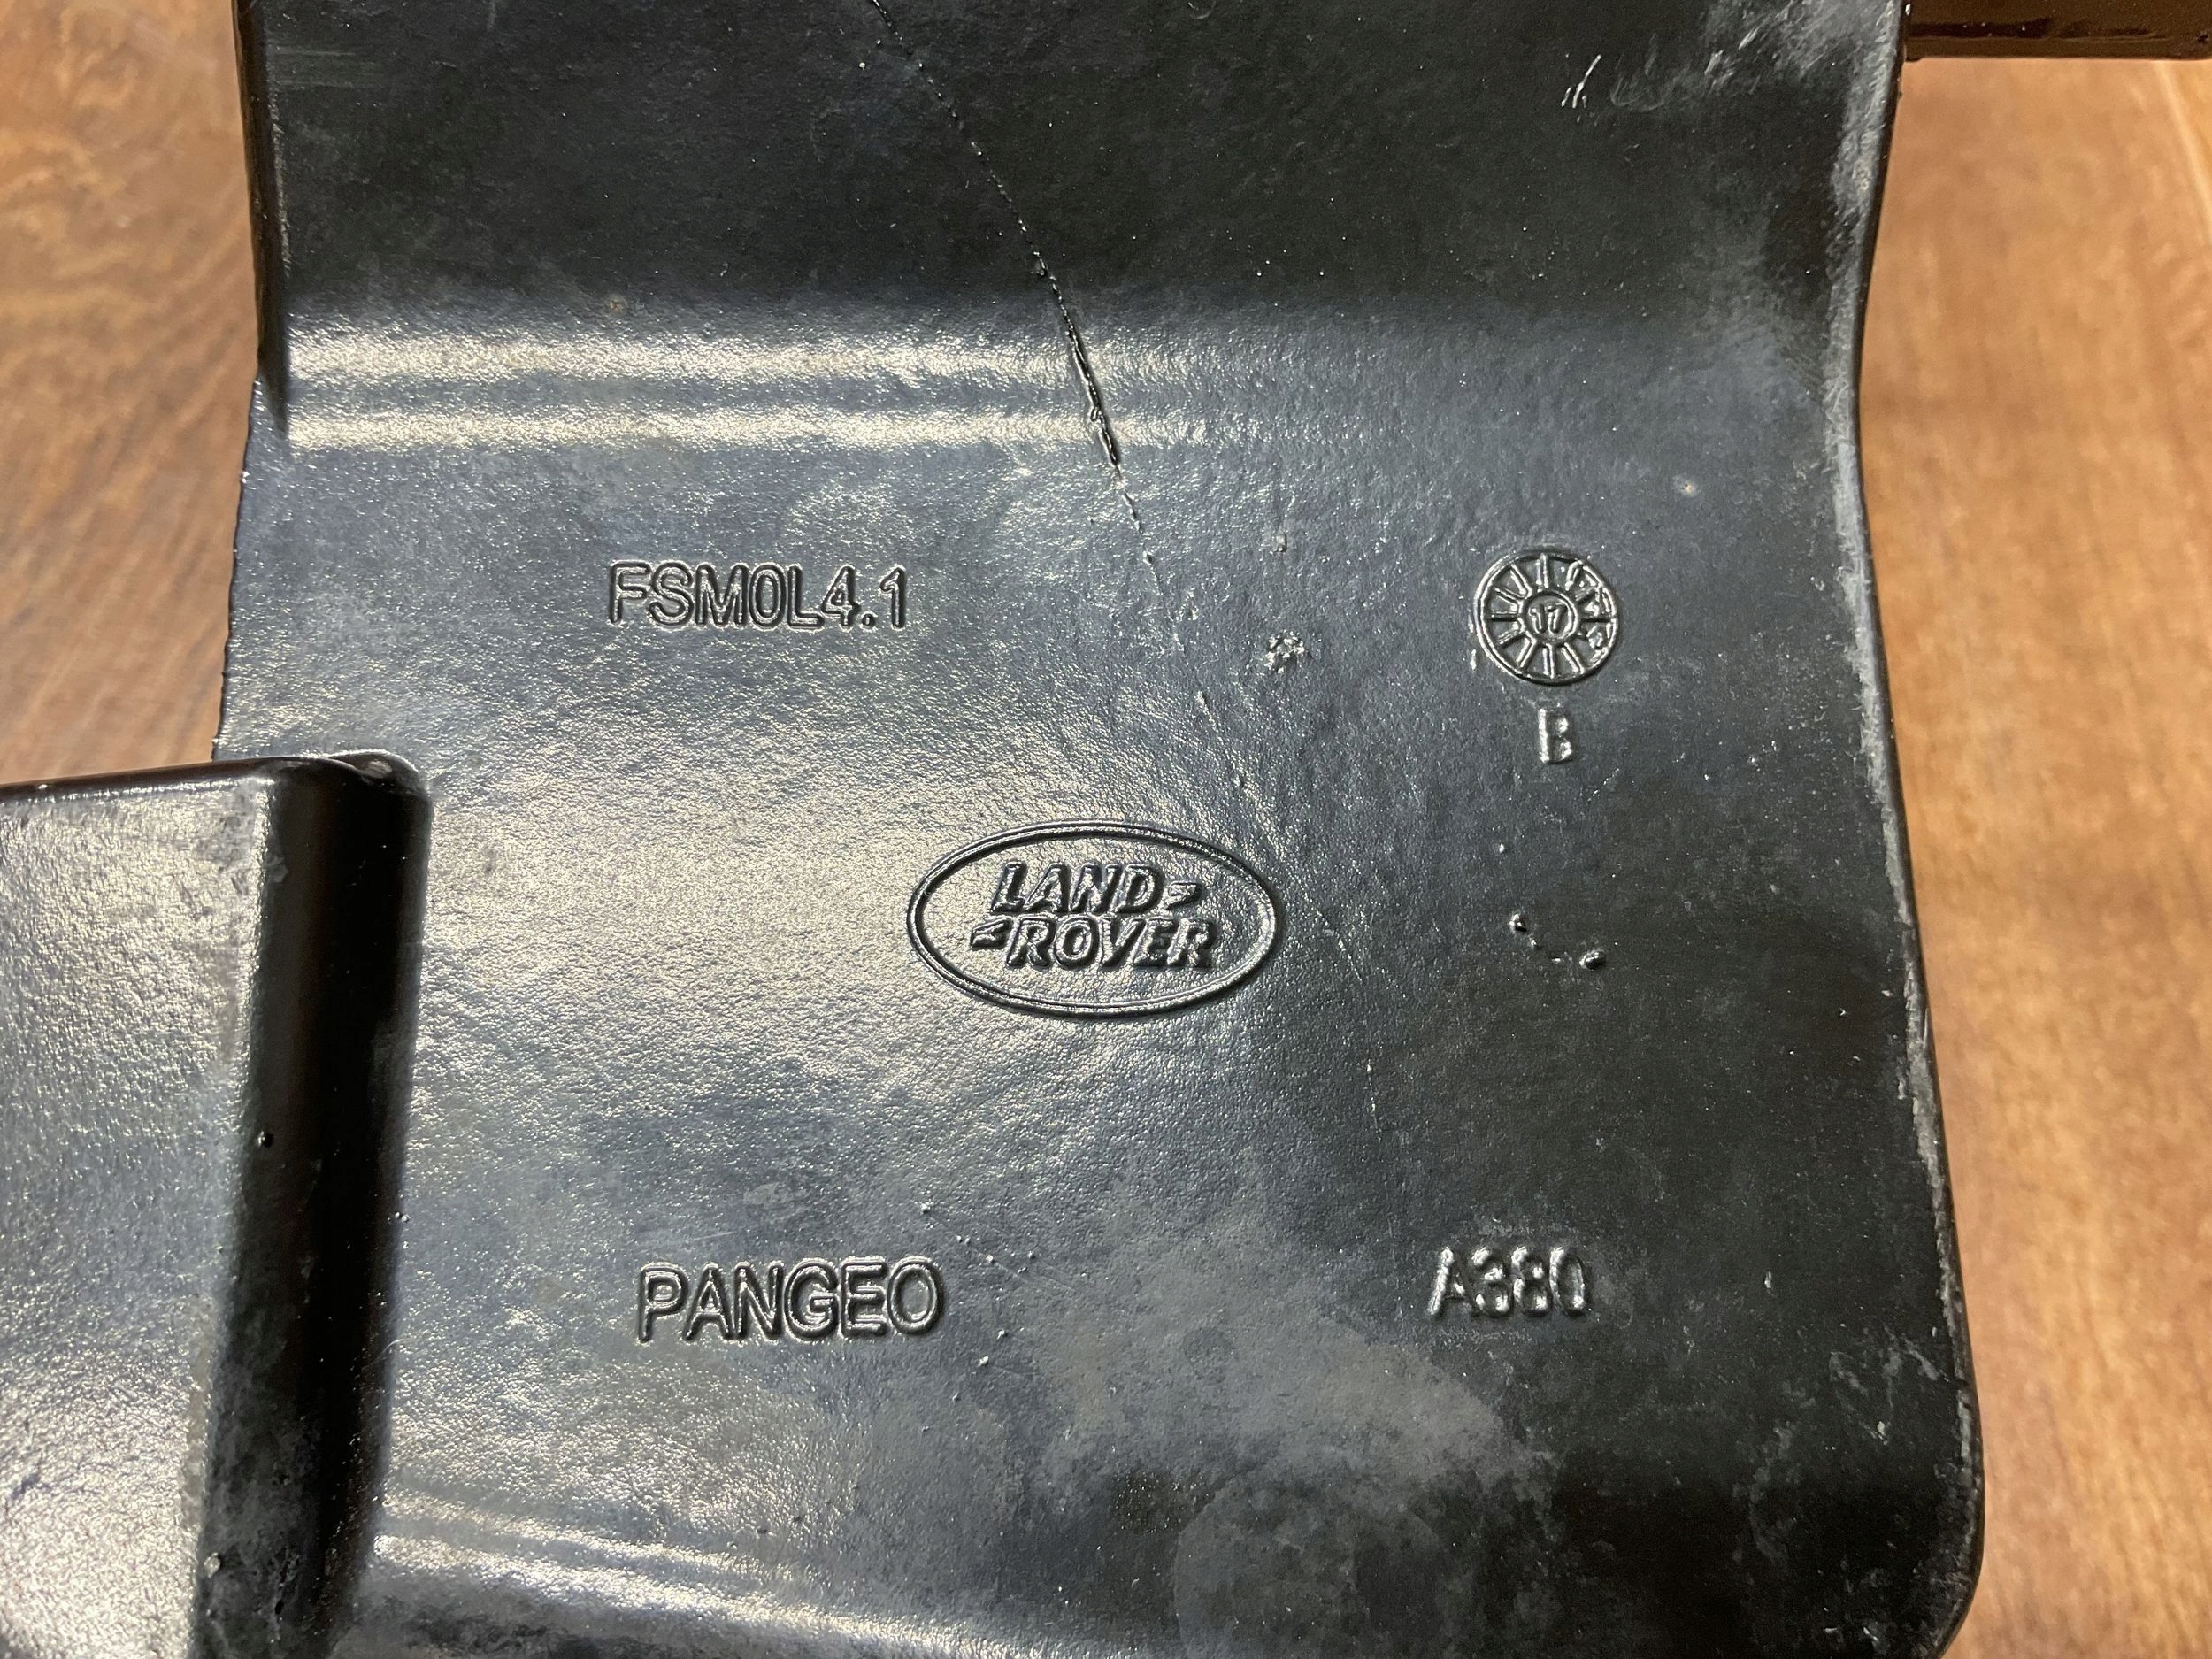 FSM0L4.1
17
B
LAND
ROVER
PANGEO
A380